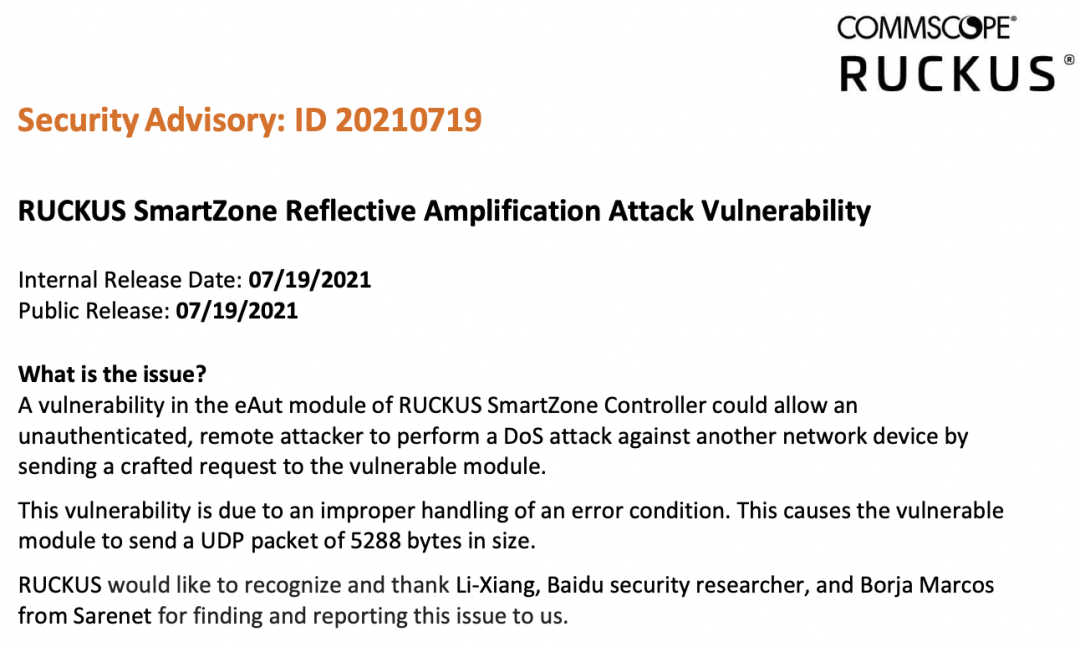 COMMSCOPE®
RUCKUS®
Security Advisory: ID 20210719
RUCKUS SmartZone Reflective Amplification Attack Vulnerability
Internal Release Date: 07/19/2021
Public Release: 07/19/2021
What is the issue?
A vulnerability in the eAut module of RUCKUS SmartZone Controller could allow an
unauthenticated, remote attacker to perform a DoS attack against another network device by
sending a crafted request to the vulnerable module.
This vulnerability is due to an improper handling of an error condition. This causes the vulnerable
module to send a UDP packet of 5288 bytes in size.
RUCKUS would like to recognize and thank Li-Xiang, Baidu security researcher, and Borja Marcos
from Sarenet for finding and reporting this issue to us.